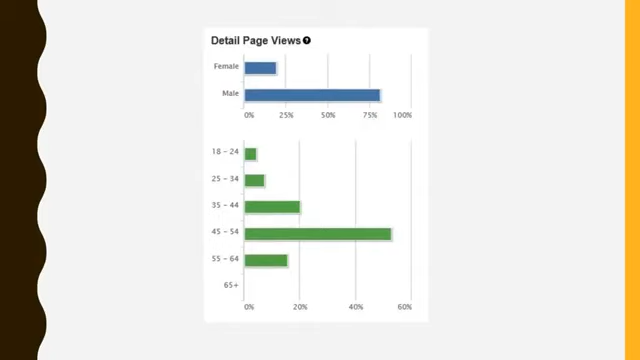 Detail Page Views
Female
Male
0% 25% 50% 75% 100%
18 - 24
25 - 34
35 - 44
45 - 54
55 - 64
65+
0% 20% 40% 60%